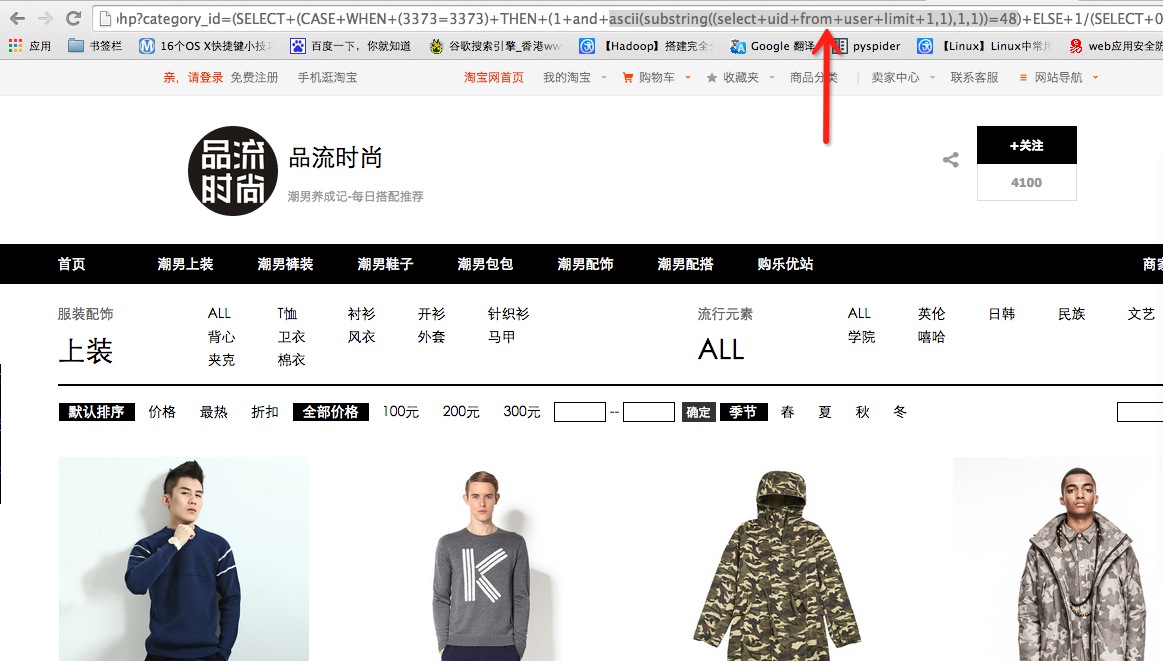 hp?category_id=(SELECT+(CASE+WHEN+(3373=3373)+THEN+(1+and+ascii(substring((select+uid+from+user+limit+1,1),1,1))=48)+ELSE+1/(SELECT+0
应用 书签栏 16个OS X快捷键小技 百度一下，你就知道 谷歌搜索引擎_香港ww 【Hadoop】搭建完全 Google 翻译 pyspider 【Linux】Linux中常用 web应用安全防
亲，请登录 免费注册 手机逛淘宝 淘宝网首页 我的淘宝 购物车 收藏夹 商品分类 卖家中心 联系客服 网站导航
品流时尚
品流时尚
潮男养成记-每日搭配推荐
+关注
4100
首页 潮男上装 潮男裤装 潮男鞋子 潮男包包 潮男配饰 潮男配搭 购乐优站 商家
服装配饰 ALL T恤 衬衫 开衫 针织衫 流行元素 ALL 英伦 日韩 民族 文艺
背心 卫衣 风衣 外套 马甲 学院 嘻哈
上装 ALL
夹克 棉衣
默认排序 价格 最热 折扣 全部价格 100元 200元 300元 -- 确定 季节 春 夏 秋 冬
K